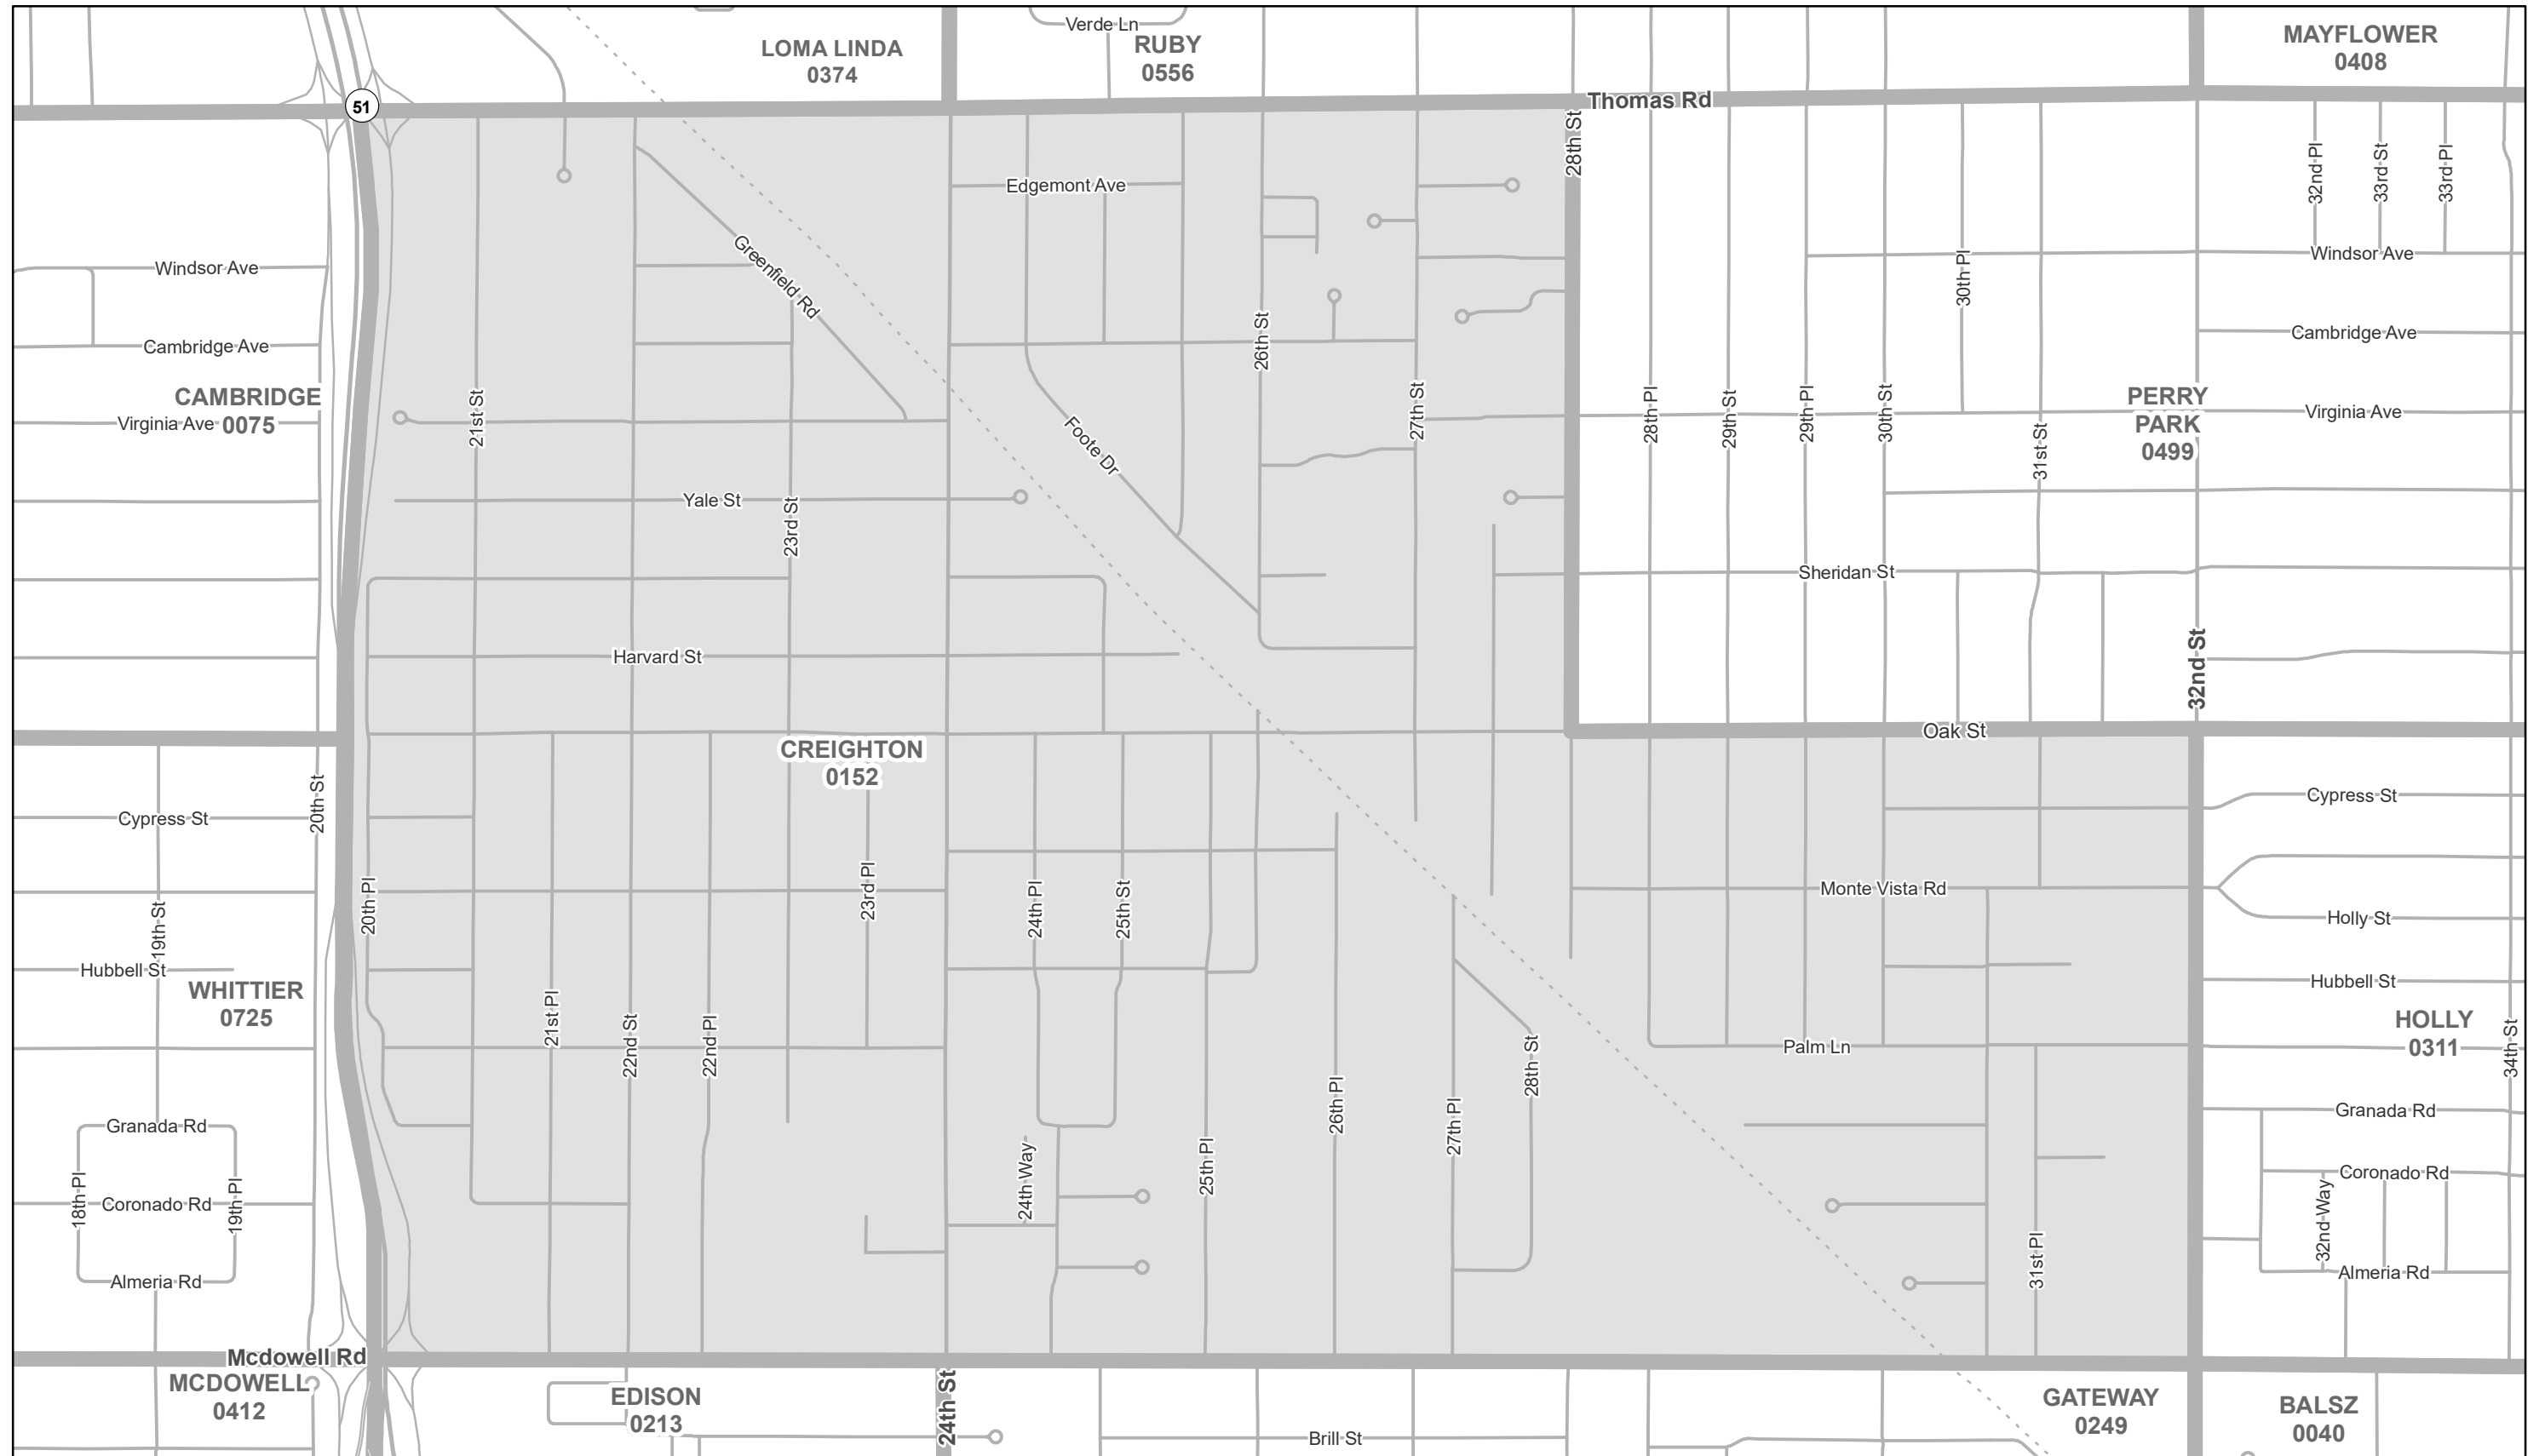 Verde Ln
LOMA LINDA
0374
RUBY
0556
MAYFLOWER
0408
51
Thomas Rd
28th St
32nd Pl
33rd St
33rd Pl
Edgemont Ave
Greenfield Rd
Windsor Ave
30th Pl
Windsor Ave
Cambridge Ave
26th St
Cambridge Ave
CAMBRIDGE
0075
Virginia Ave
21st St
Foote Dr
27th St
28th Pl
29th St
29th Pl
30th St
31st St
PERRY
PARK
0499
Virginia Ave
Yale St
23rd St
Sheridan St
Harvard St
32nd St
Oak St
CREIGHTON
0152
20th St
Cypress St
Cypress St
20th Pl
23rd Pl
24th Pl
25th St
Monte Vista Rd
19th St
Holly St
Hubbell St
Hubbell St
WHITTIER
0725
21st Pl
22nd St
22nd Pl
28th St
Palm Ln
HOLLY
0311
34th St
26th Pl
27th Pl
Granada Rd
Granada Rd
24th Way
25th Pl
18th Pl
Coronado Rd
19th Pl
Coronado Rd
32nd Way
31st Pl
Almeria Rd
Almeria Rd
Mcdowell Rd
MCDOWELL
0412
EDISON
0213
24th St
Brill St
GATEWAY
0249
BALSZ
0040